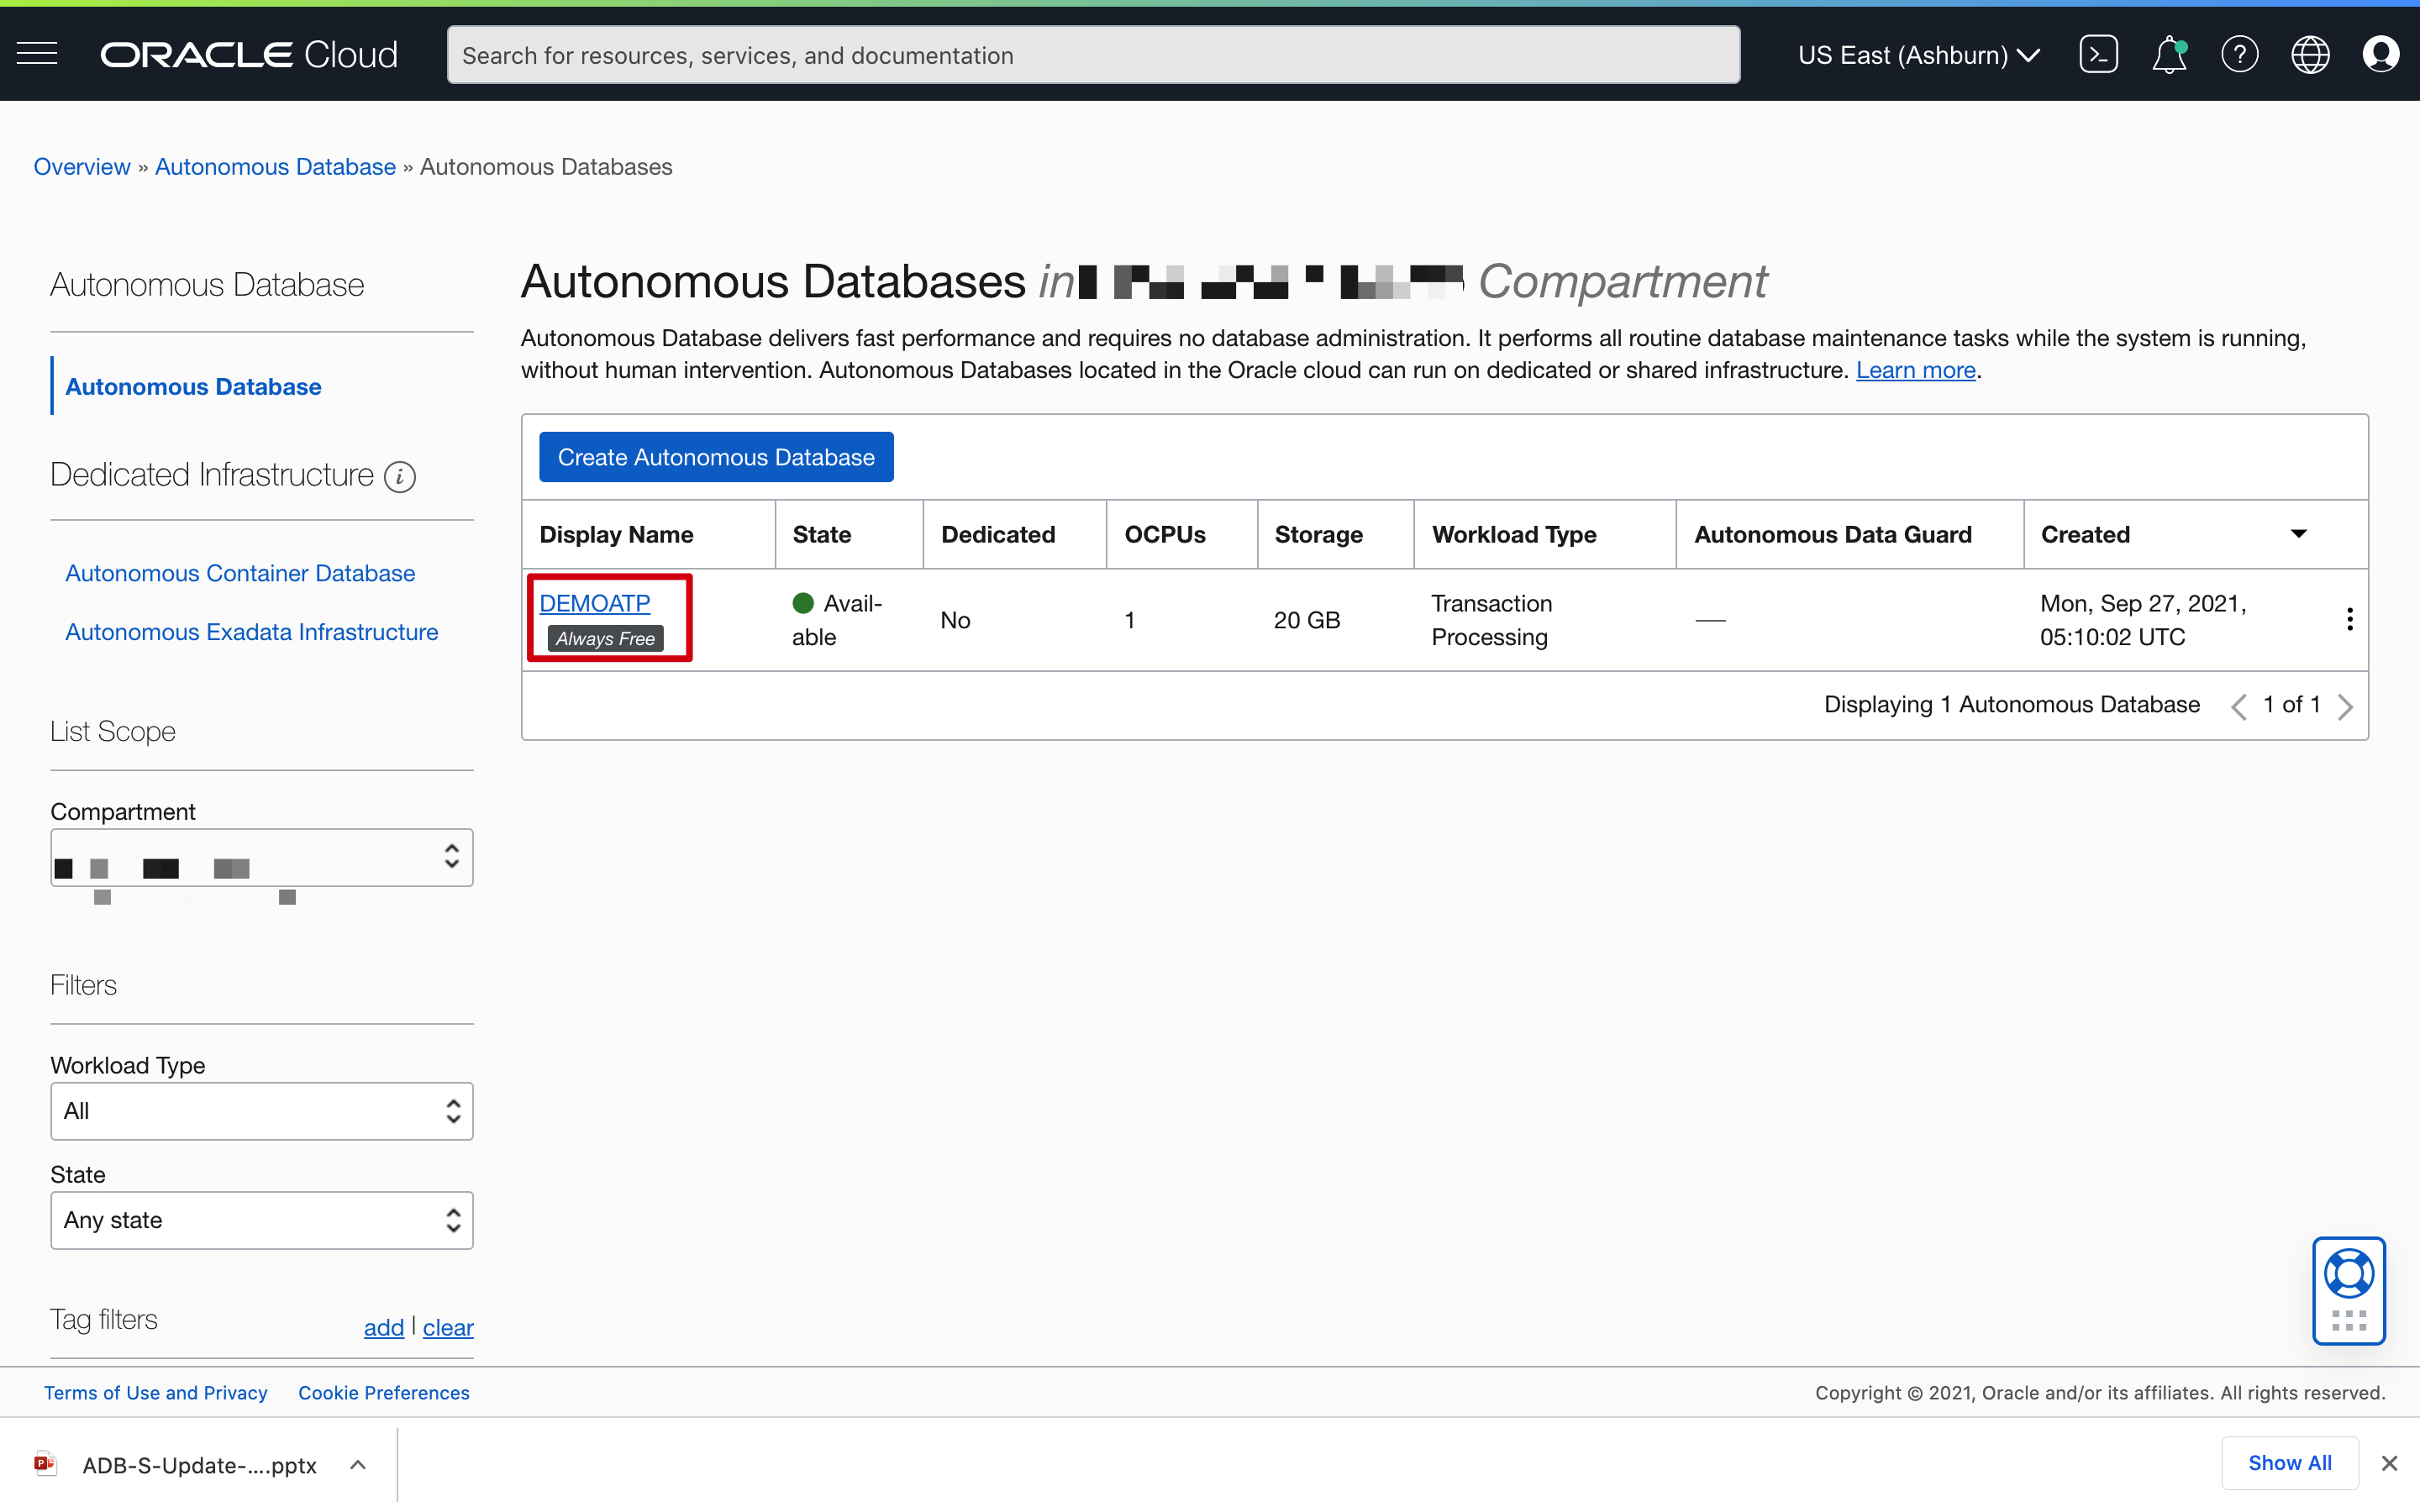 ORACLE Cloud
Search for resources, services, and documentation
US East (Ashburn)
Overview » Autonomous Database » Autonomous Databases
Autonomous Database
Autonomous Database
Dedicated Infrastructure i
Autonomous Container Database
Autonomous Exadata Infrastructure
List Scope
Compartment
Filters
Workload Type
All
State
Any state
Tag filters
add | clear
Autonomous Databases in Compartment
Autonomous Database delivers fast performance and requires no database administration. It performs all routine database maintenance tasks while the system is running,
without human intervention. Autonomous Databases located in the Oracle cloud can run on dedicated or shared infrastructure. Learn more.
Create Autonomous Database
Display Name State Dedicated OCPUs Storage Workload Type Autonomous Data Guard Created
DEMOATP
Always Free
Avail-
able
No
1
20 GB
Transaction
Processing
—
Mon, Sep 27, 2021,
05:10:02 UTC
Displaying 1 Autonomous Database 1 of 1
Terms of Use and Privacy Cookie Preferences
Copyright © 2021, Oracle and/or its affiliates. All rights reserved.
ADB-S-Update-....pptx
Show All